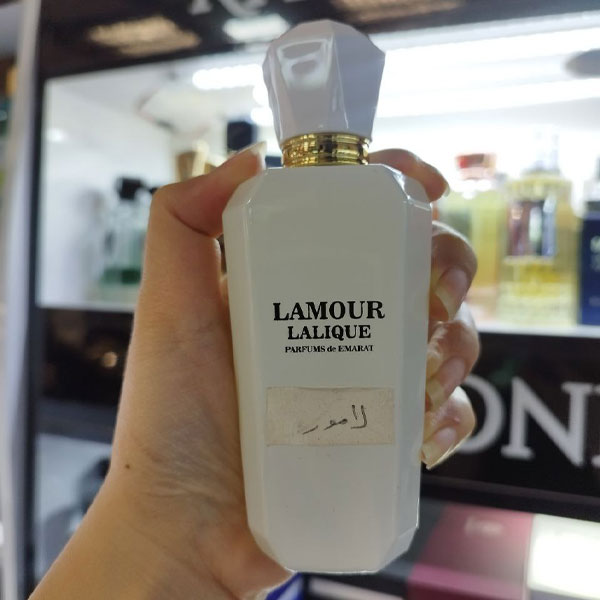 LAMOUR
LALIQUE
PARFUMS de EMARAT
لامور